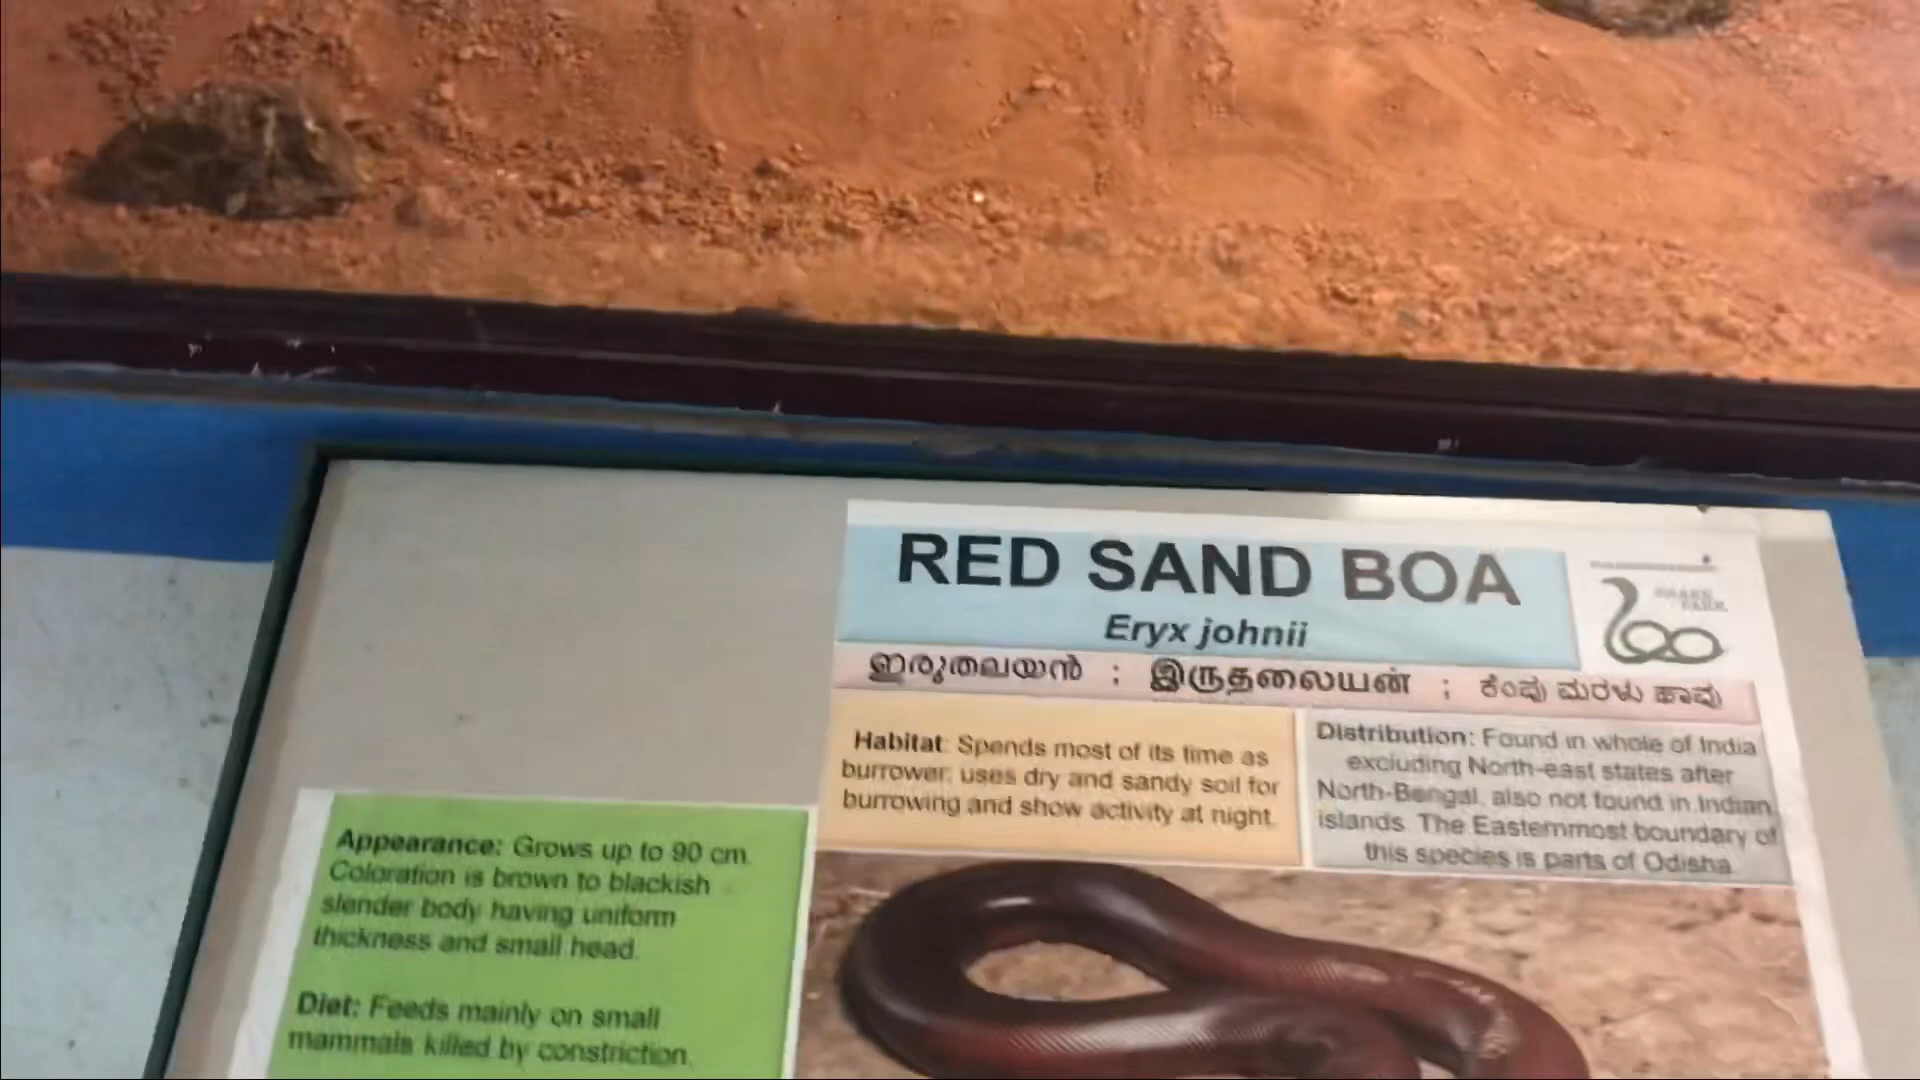 RED SAND BOA
Eryx johnii
SNAKE
PARK
ഇരുതലയൻ ; இருதலையன் ; ಕೆಂಪು ಮರಳು ಹಾವು
Habitat: Spends most of its time as
burrower, uses dry and sandy soil for
burrowing and show activity at night.
Distribution: Found in whole of India
excluding North-east states after
North-Bengal, also not found in Indian
islands. The Easternmost boundary of
this species is parts of Odisha
Appearance: Grows up to 90 cm.
Coloration is brown to blackish
slender body having uniform
thickness and small head.
Diet: Feeds mainly on small
mammals killed by constriction.